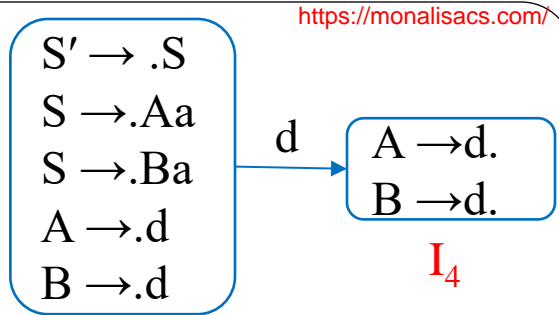 https://monalisacs.com/
S′ → .S
S →.Aa
S →.Ba
A →.d
B →.d
d
A →d.
B →d.
I₄